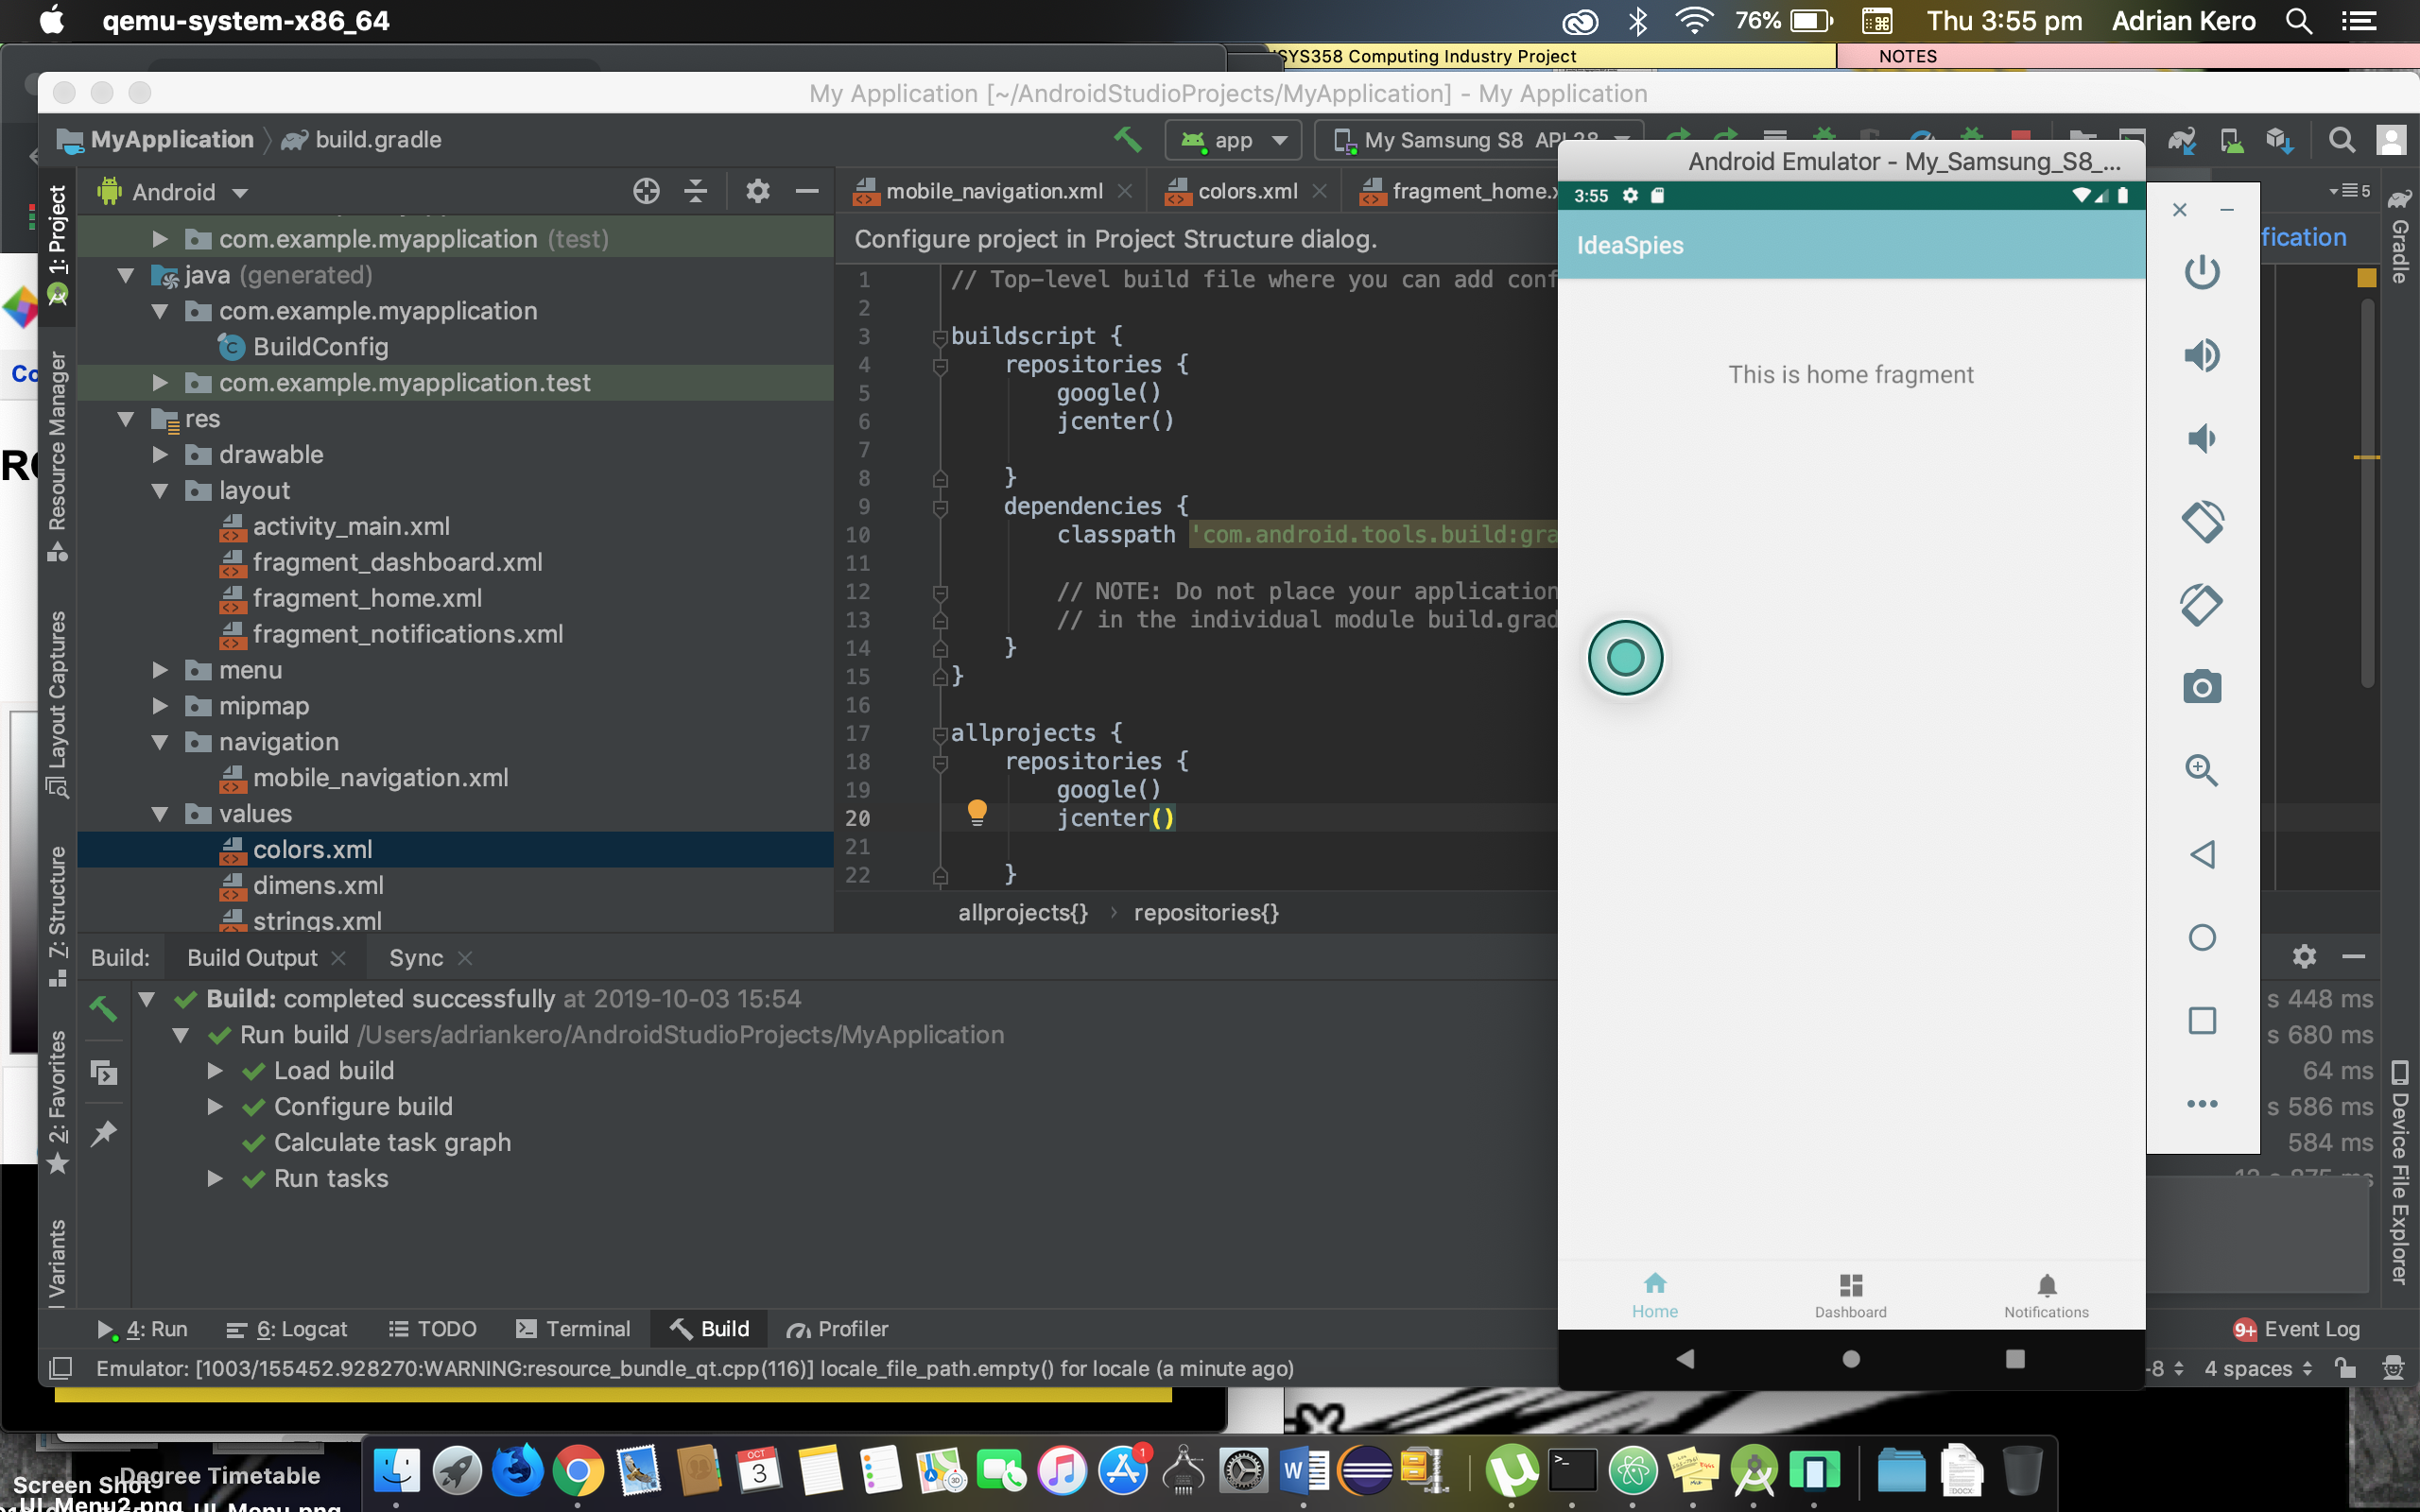 qemu-system-x86_64
76%
Thu 3:55 pm
Adrian Kero
SYS358 Computing Industry Project
NOTES
My Application [~/AndroidStudioProjects/MyApplication] - My Application
MyApplication
build.gradle
app
My Samsung S8 API 28
Android Emulator - My_Samsung_S8_...
1: Project
Resource Manager
Layout Captures
7: Structure
2: Favorites
Variants
Android
com.example.myapplication (test)
java (generated)
com.example.myapplication
BuildConfig
com.example.myapplication.test
res
drawable
layout
activity_main.xml
fragment_dashboard.xml
fragment_home.xml
fragment_notifications.xml
menu
mipmap
navigation
mobile_navigation.xml
values
colors.xml
dimens.xml
strings.xml
mobile_navigation.xml
colors.xml
fragment_home.x
5
Configure project in Project Structure dialog.
fication
1 // Top-level build file where you can add conf
2
3 buildscript {
4 repositories {
5 google()
6 jcenter()
7
8 }
9 dependencies {
10 classpath 'com.android.tools.build:gra
11
12 // NOTE: Do not place your application
13 // in the individual module build.grad
14 }
15 }
16
17 allprojects {
18 repositories {
19 google()
20 jcenter()
21
22 }
allprojects{} › repositories{}
3:55
IdeaSpies
This is home fragment
Home
Dashboard
Notifications
Gradle
Device File Explorer
Build:
Build Output
Sync
Build: completed successfully at 2019-10-03 15:54
s 448 ms
Run build /Users/adriankero/AndroidStudioProjects/MyApplication
s 680 ms
Load build
64 ms
Configure build
s 586 ms
Calculate task graph
584 ms
Run tasks
4: Run
6: Logcat
TODO
Terminal
Build
Profiler
9+ Event Log
Emulator: [1003/155452.928270:WARNING:resource_bundle_qt.cpp(116)] locale_file_path.empty() for locale (a minute ago)
-8
4 spaces
Screen Shot
Degree Timetable
UI Menu2.png
UI Menu.png
OCT
3
1
DOCX